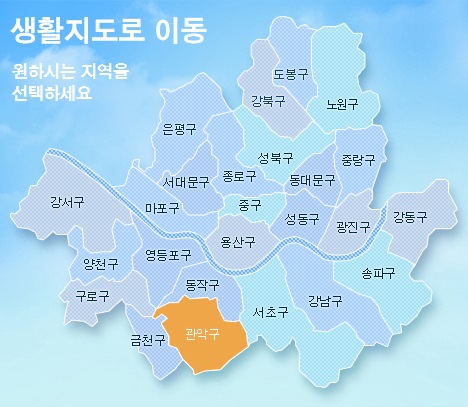 생활지도로 이동
원하시는 지역을
선택하세요
도봉구
강북구
노원구
은평구
성북구
중랑구
서대문구
종로구
동대문구
강서구
마포구
중구
성동구
강동구
광진구
용산구
영등포구
양천구
송파구
동작구
구로구
강남구
서초구
관악구
금천구